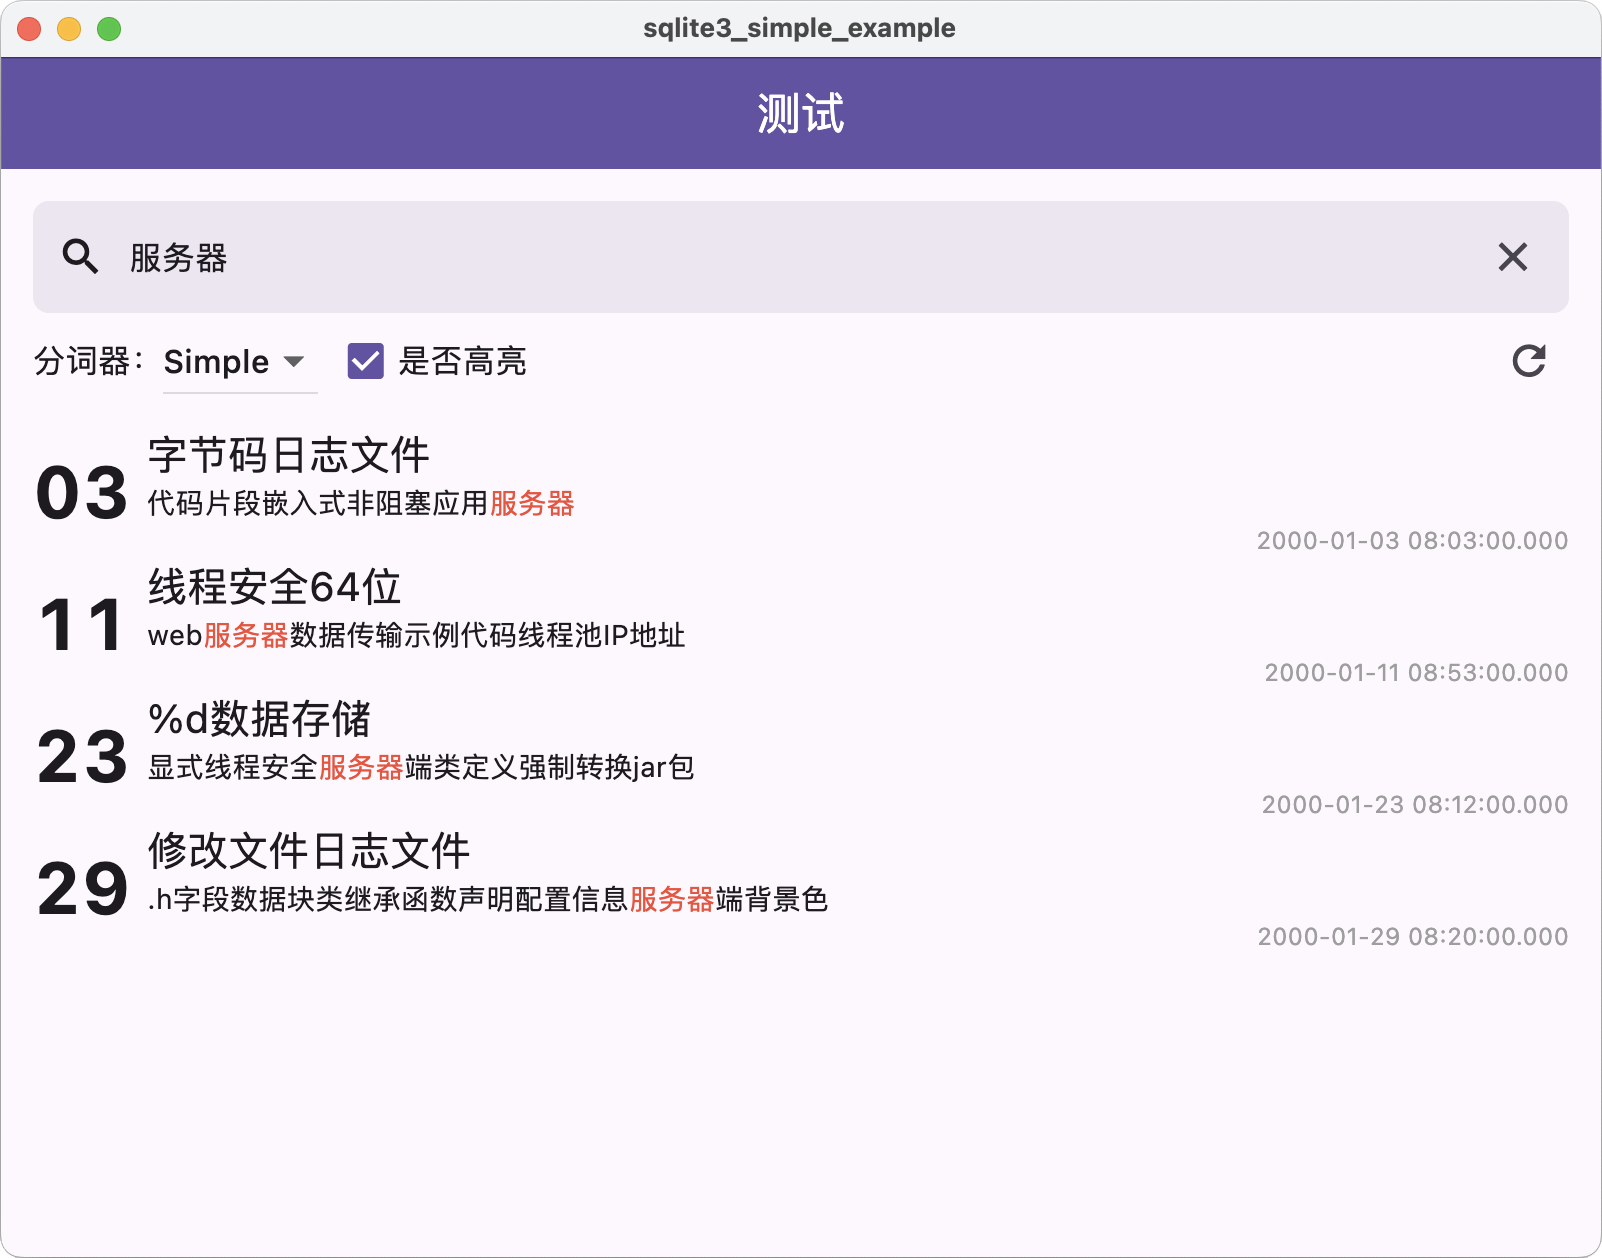 sqlite3_simple_example
测试
服务器
分词器： Simple 是否高亮
03
字节码日志文件
代码片段嵌入式非阻塞应用服务器
2000-01-03 08:03:00.000
11
线程安全64位
web服务器数据传输示例代码线程池IP地址
2000-01-11 08:53:00.000
23
%d数据存储
显式线程安全服务器端类定义强制转换jar包
2000-01-23 08:12:00.000
29
修改文件日志文件
.h字段数据块类继承函数声明配置信息服务器端背景色
2000-01-29 08:20:00.000